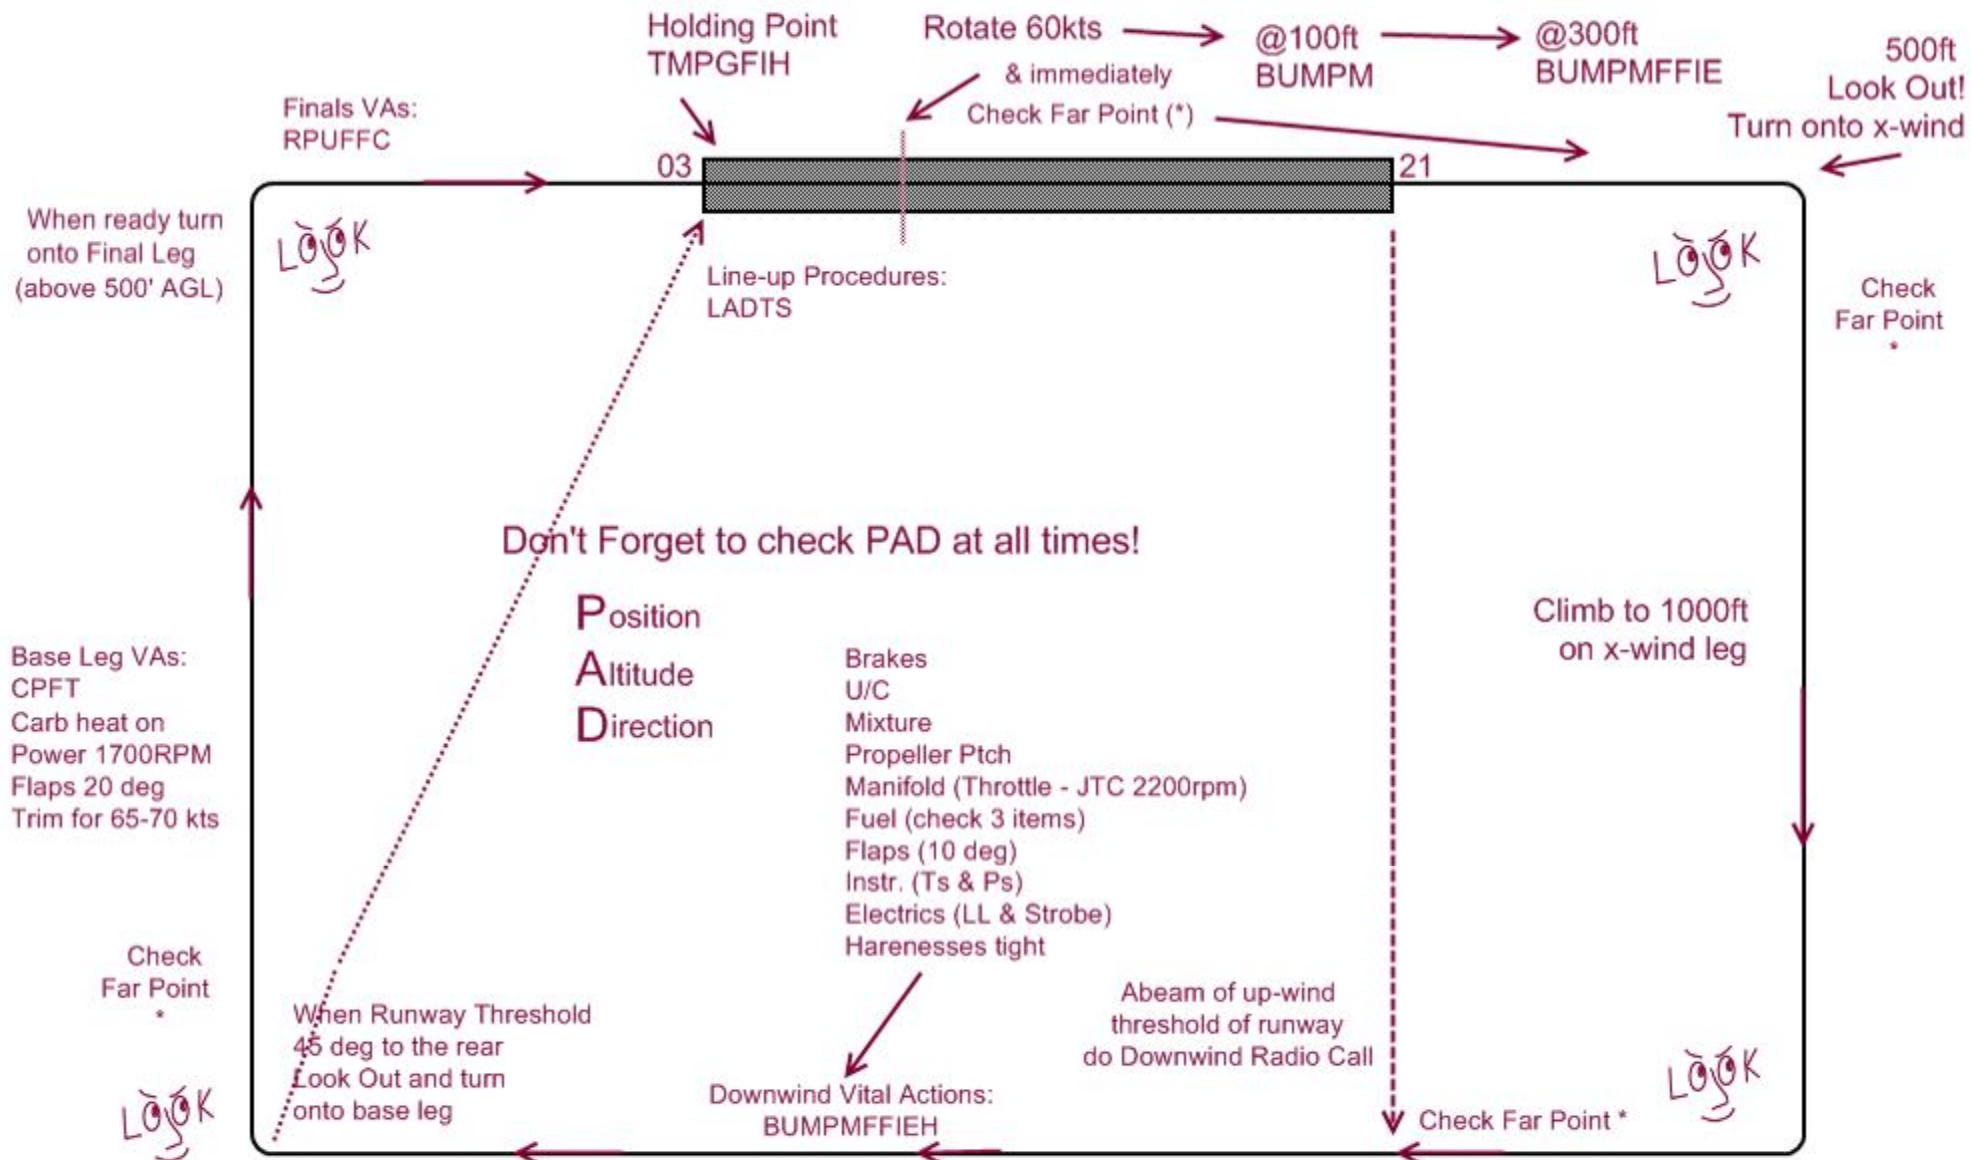 Holding Point
TMPGFIH
Rotate 60kts
& immediately
Check Far Point (*)
@100ft
BUMPM
@300ft
BUMPMFFIE
500ft
Look Out!
Turn onto x-wind
Finals VAs:
RPUFFC
03
21
When ready turn
onto Final Leg
(above 500' AGL)
LOOK
LOOK
Line-up Procedures:
LADTS
Check
Far Point
*
Don't Forget to check PAD at all times!
Position
Altitude
Direction
Climb to 1000ft
on x-wind leg
Base Leg VAs:
CPFT
Carb heat on
Power 1700RPM
Flaps 20 deg
Trim for 65-70 kts
Brakes
U/C
Mixture
Propeller Ptch
Manifold (Throttle - JTC 2200rpm)
Fuel (check 3 items)
Flaps (10 deg)
Instr. (Ts & Ps)
Electrics (LL & Strobe)
Harenesses tight
Check
Far Point
*
When Runway Threshold
45 deg to the rear
Look Out and turn
onto base leg
Abeam of up-wind
threshold of runway
do Downwind Radio Call
LOOK
Downwind Vital Actions:
BUMPMFFIEH
Check Far Point *
LOOK